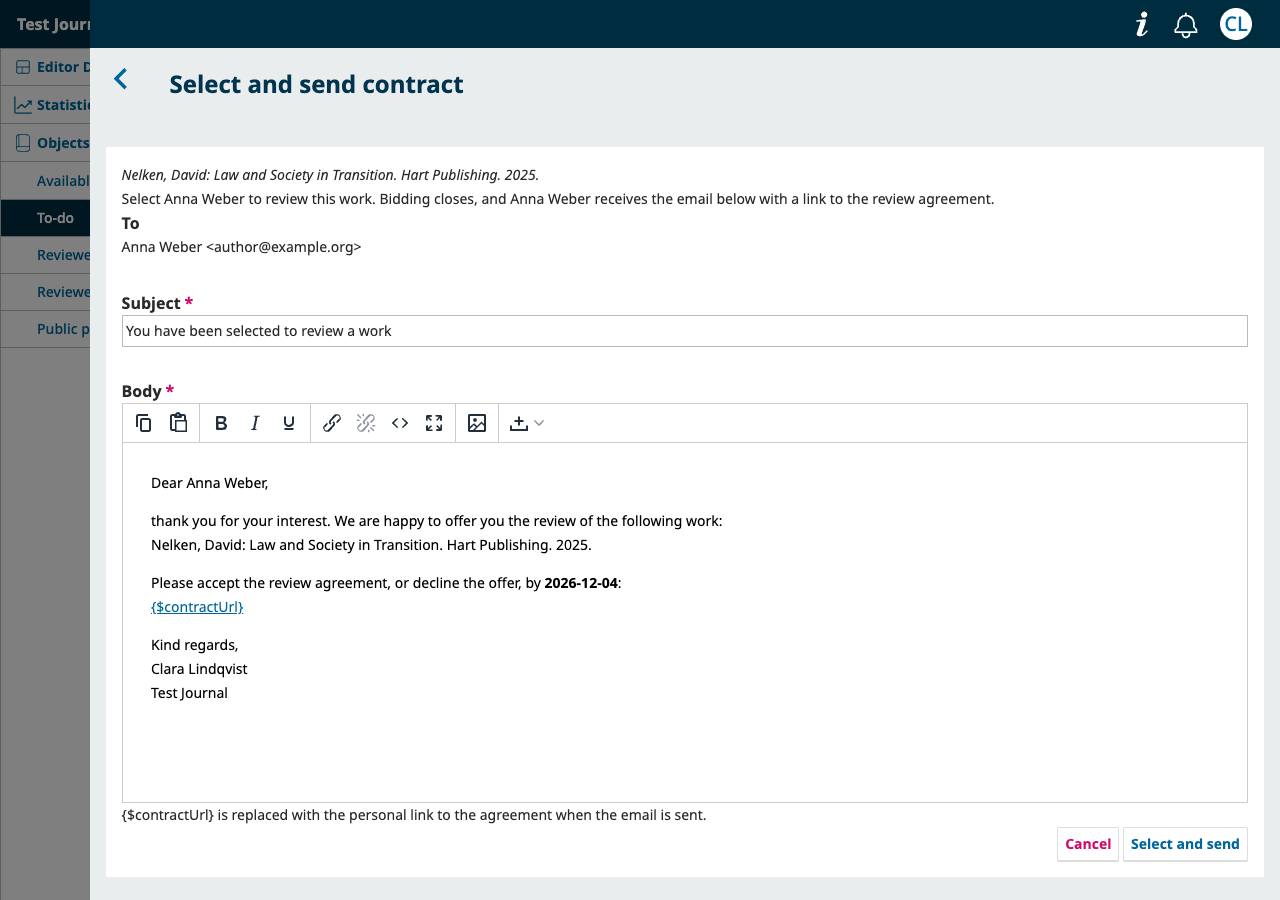 Test Jour
CL
Editor D
Statisti
Objects
Availabl
To-do
Reviewe
Reviewe
Public p
Select and send contract
Nelken, David: Law and Society in Transition. Hart Publishing. 2025.
Select Anna Weber to review this work. Bidding closes, and Anna Weber receives the email below with a link to the review agreement.
To
Anna Weber <author@example.org>
Subject *
You have been selected to review a work
Body *
Dear Anna Weber,
thank you for your interest. We are happy to offer you the review of the following work:
Nelken, David: Law and Society in Transition. Hart Publishing. 2025.
Please accept the review agreement, or decline the offer, by 2026-12-04:
{$contractUrl}
Kind regards,
Clara Lindqvist
Test Journal
{$contractUrl} is replaced with the personal link to the agreement when the email is sent.
Cancel
Select and send